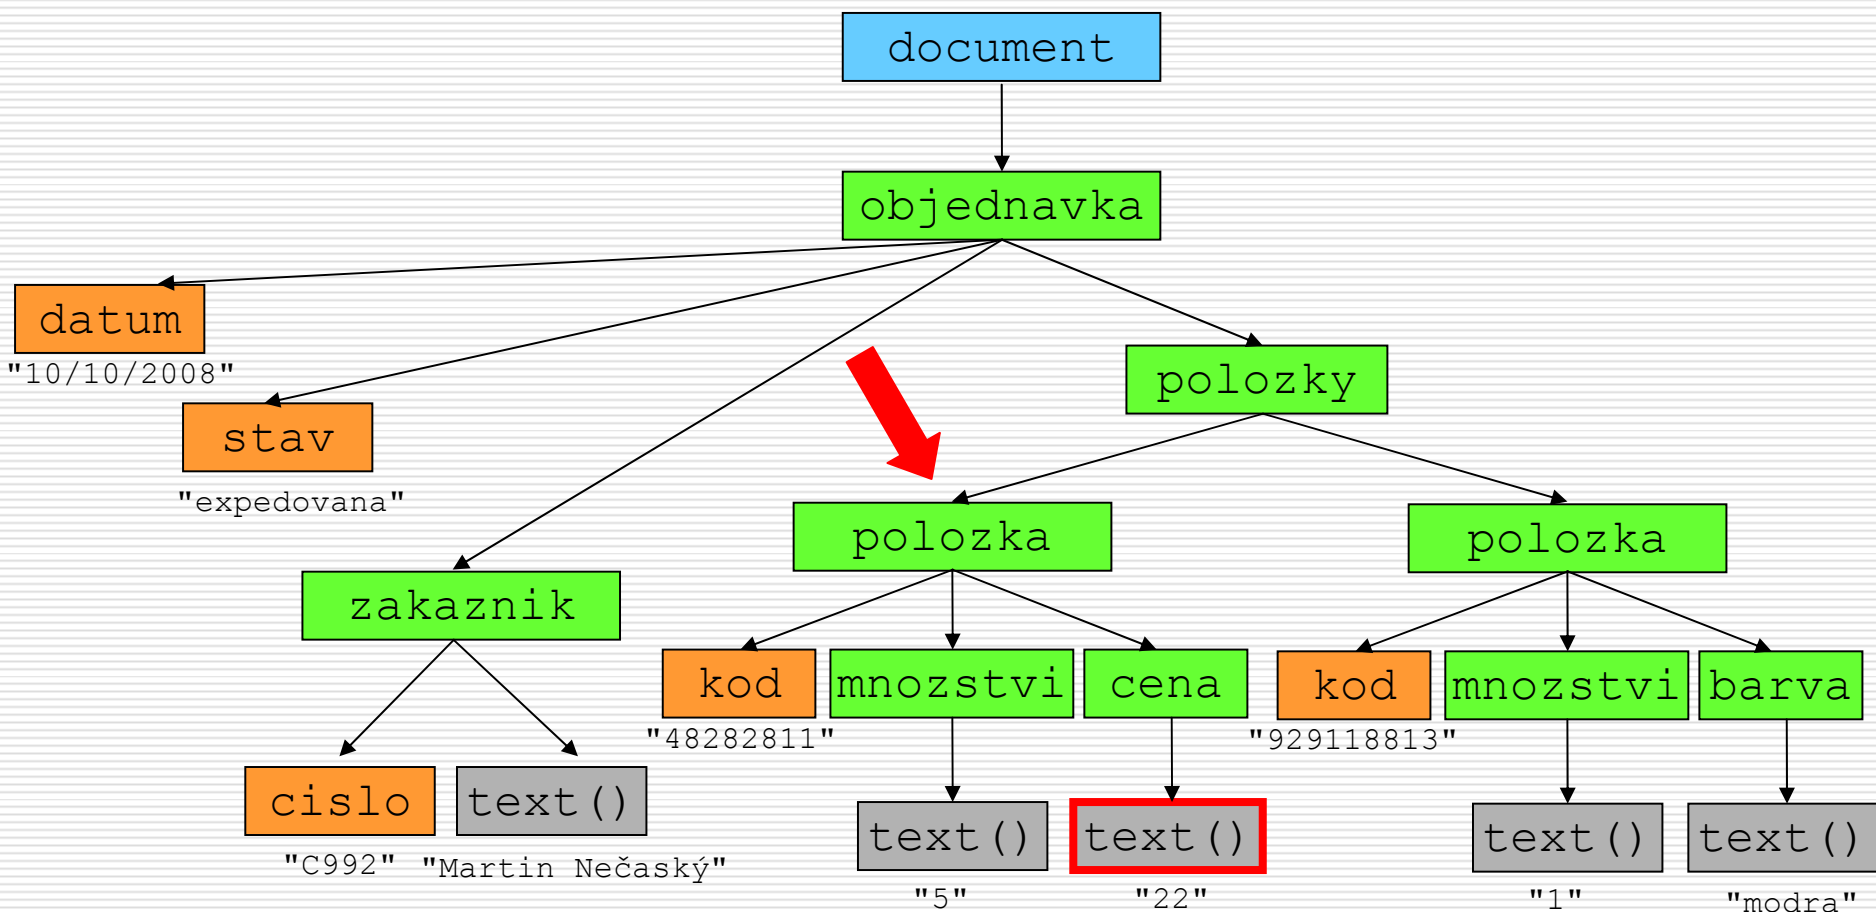 document
objednavka
datum
"10/10/2008"
stav
"expedovana"
polozky
polozka
polozka
zakaznik
kod
mnozstvi
cena
kod
mnozstvi
barva
"48282811"
"929118813"
cislo
text()
text()
text()
text()
text()
"C992"
"Martin Nečaský"
"5"
"22"
"1"
"modra"